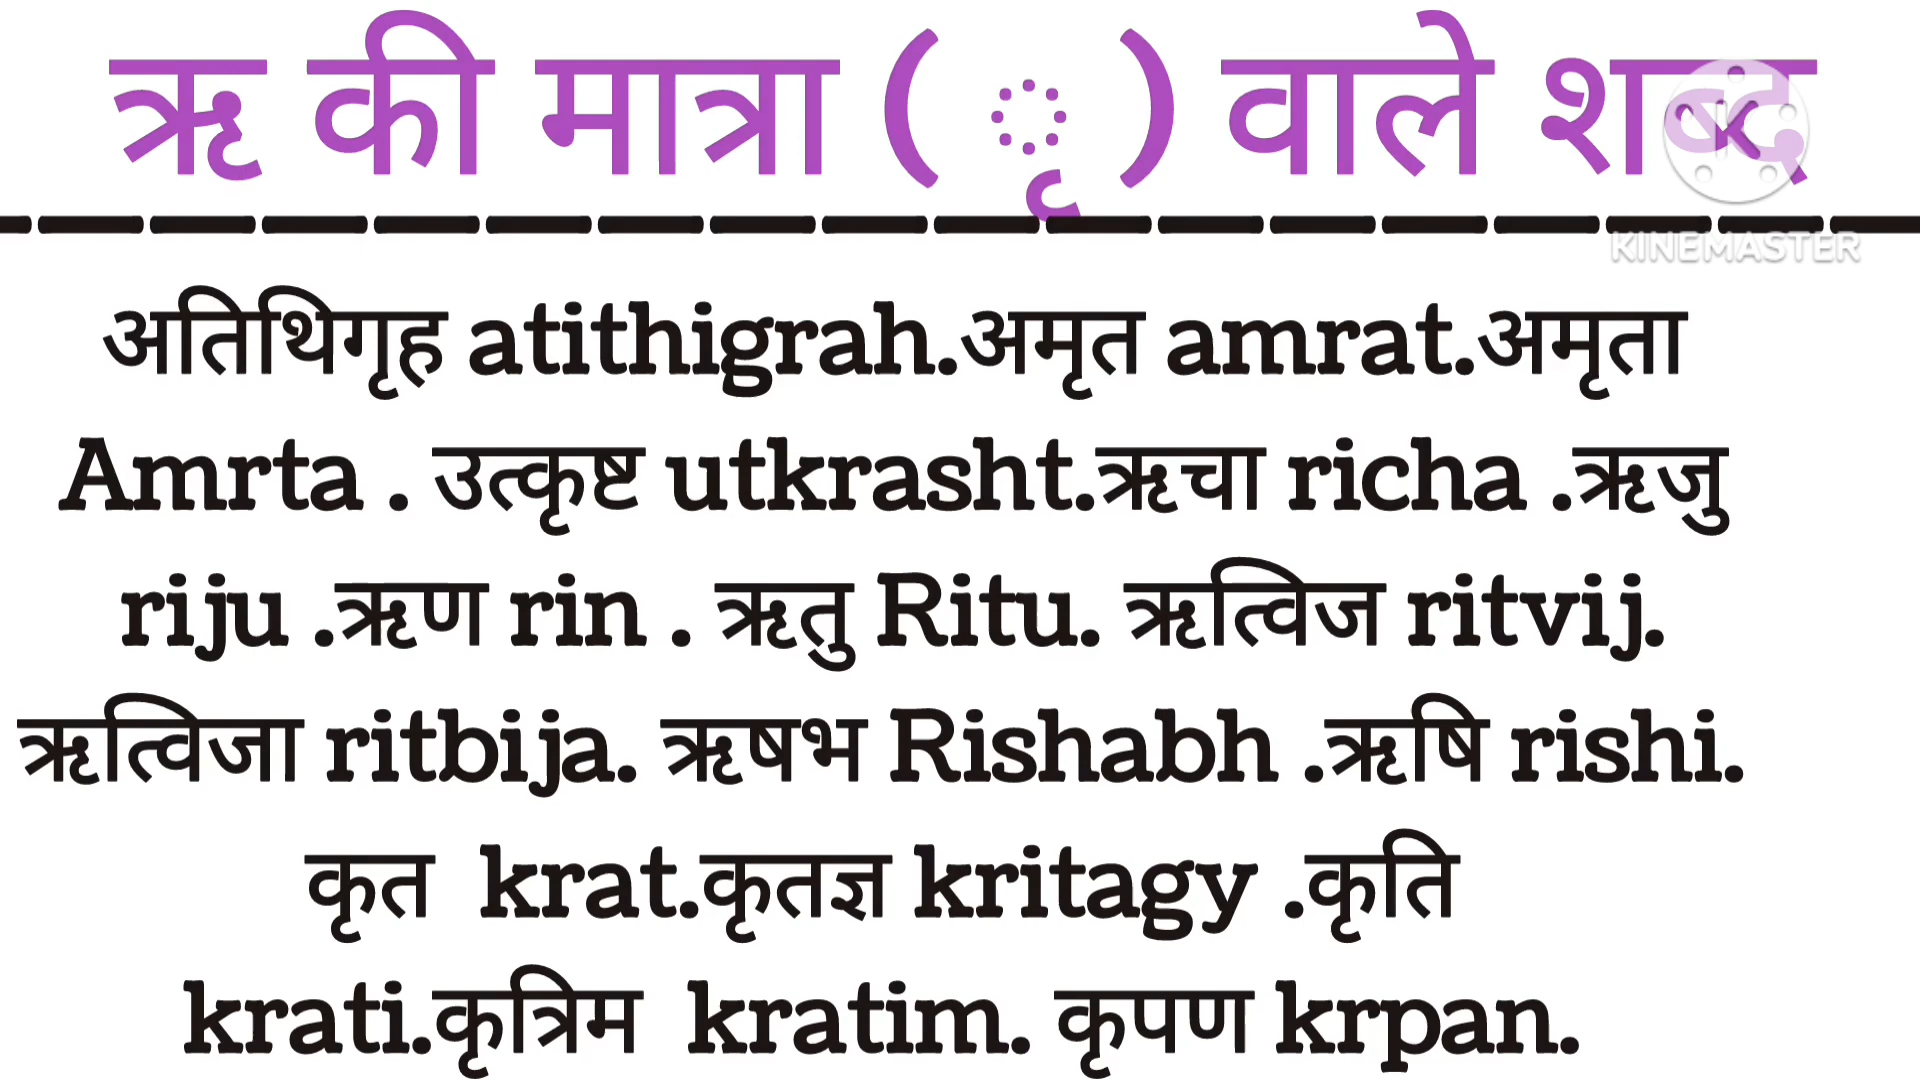 ऋ की मात्रा ( ृ ) वाले शब्द
KINEMASTER
अतिथिगृह atithigrah.अमृत amrat.अमृता
Amrta . उत्कृष्ट utkrasht.ऋचा richa .ऋजु
riju .ऋण rin . ऋतु Ritu. ऋत्विज ritvij.
ऋत्विजा ritbija. ऋषभ Rishabh .ऋषि rishi.
कृत krat.कृतज्ञ kritagy .कृति
krati.कृत्रिम kratim. कृपण krpan.